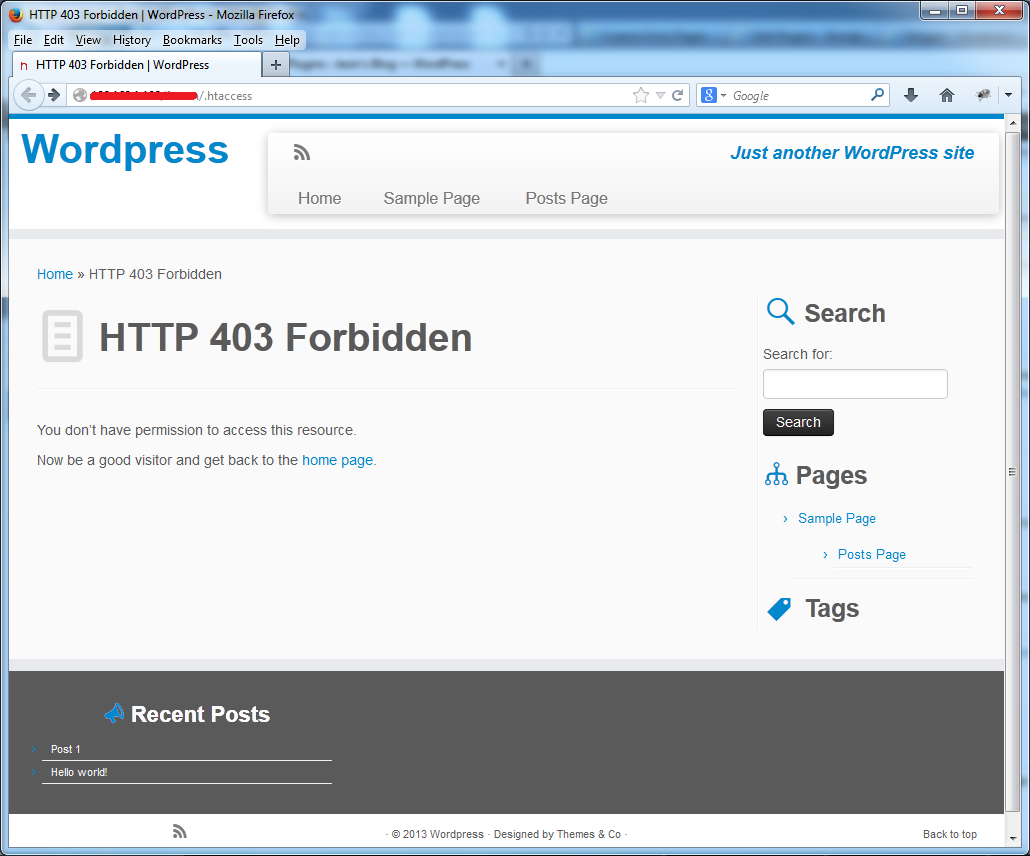 HTTP 403 Forbidden | WordPress - Mozilla Firefox
File Edit View History Bookmarks Tools Help
HTTP 403 Forbidden | WordPress
/.htaccess
Google
Wordpress
Just another WordPress site
Home Sample Page Posts Page
Home » HTTP 403 Forbidden
HTTP 403 Forbidden
You don't have permission to access this resource.
Now be a good visitor and get back to the home page.
Search
Search for:
Search
Pages
Sample Page
Posts Page
Tags
Recent Posts
Post 1
Hello world!
· © 2013 Wordpress · Designed by Themes & Co ·
Back to top